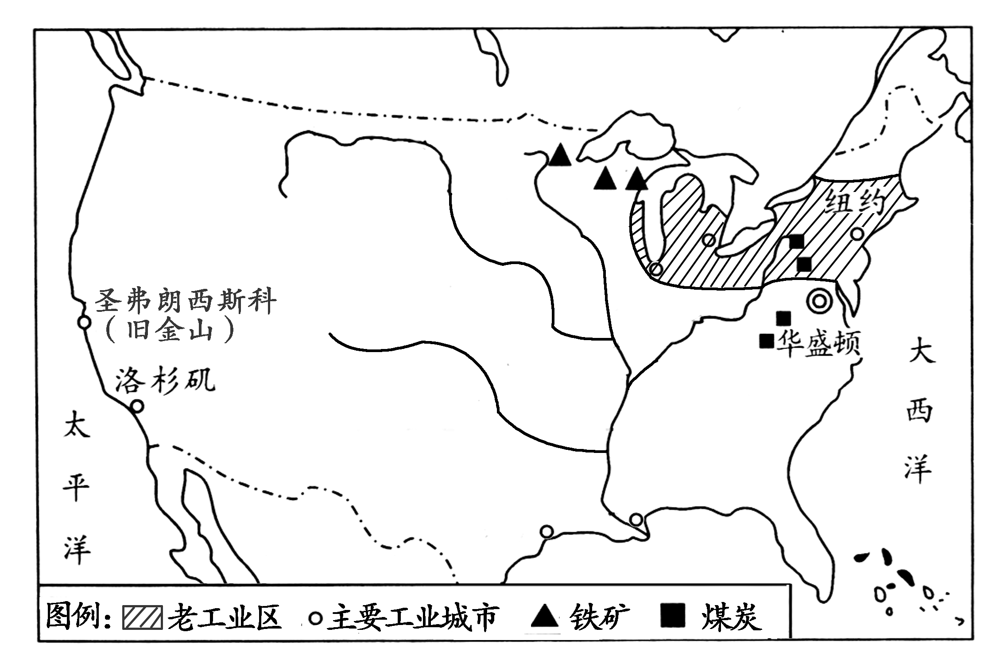 纽约
圣弗朗西斯科
（旧金山）
华盛顿
洛杉矶
大西洋
太平洋
图例：老工业区 主要工业城市 铁矿 煤炭